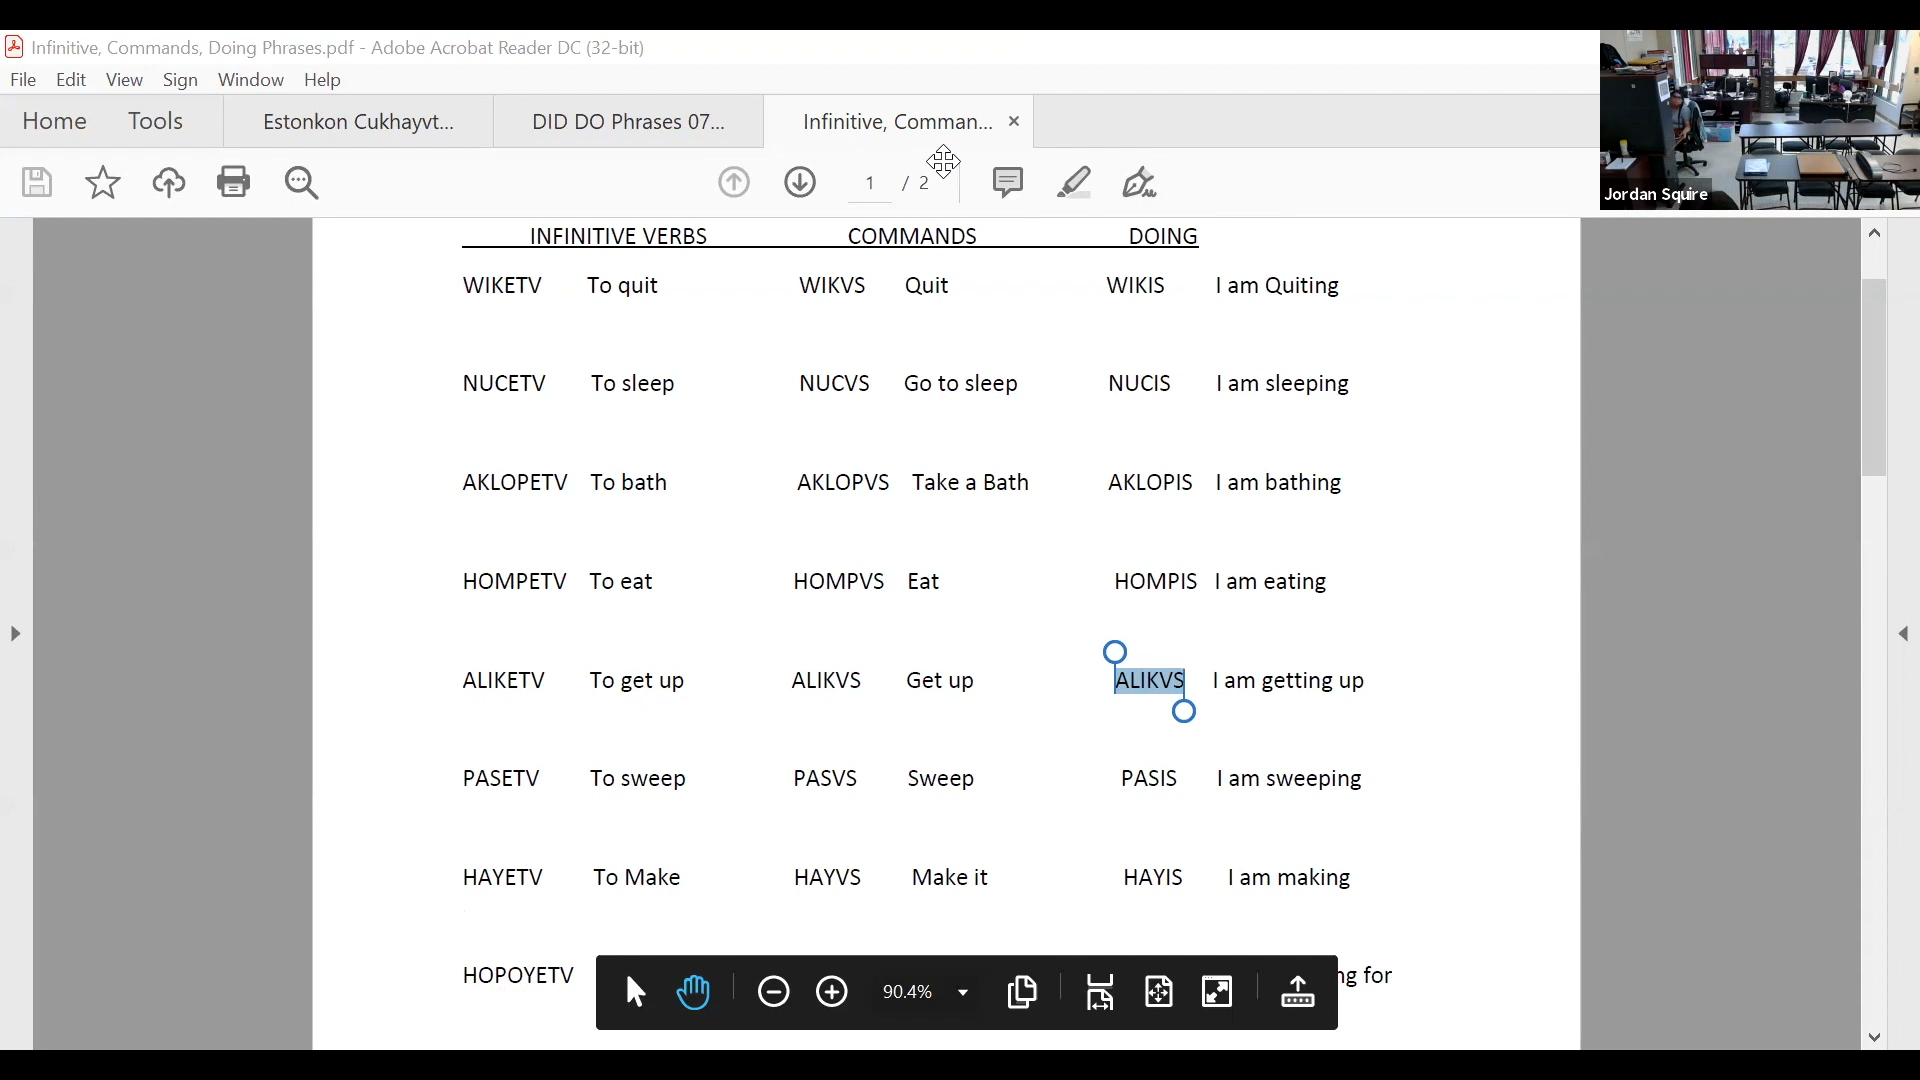 Infinitive, Commands, Doing Phrases.pdf - Adobe Acrobat Reader DC (32-bit)
File Edit View Sign Window Help
Home Tools Estonkon Cukhayvt... DID DO Phrases 07... Infinitive, Comman... ×
1 / 2
Jordan Squire
INFINITIVE VERBS COMMANDS DOING
WIKETV To quit WIKVS Quit WIKIS I am Quiting
NUCETV To sleep NUCVS Go to sleep NUCIS I am sleeping
AKLOPETV To bath AKLOPVS Take a Bath AKLOPIS I am bathing
HOMPETV To eat HOMPVS Eat HOMPIS I am eating
ALIKETV To get up ALIKVS Get up ALIKVS I am getting up
PASETV To sweep PASVS Sweep PASIS I am sweeping
HAYETV To Make HAYVS Make it HAYIS I am making
HOPOYETV for
90.4%